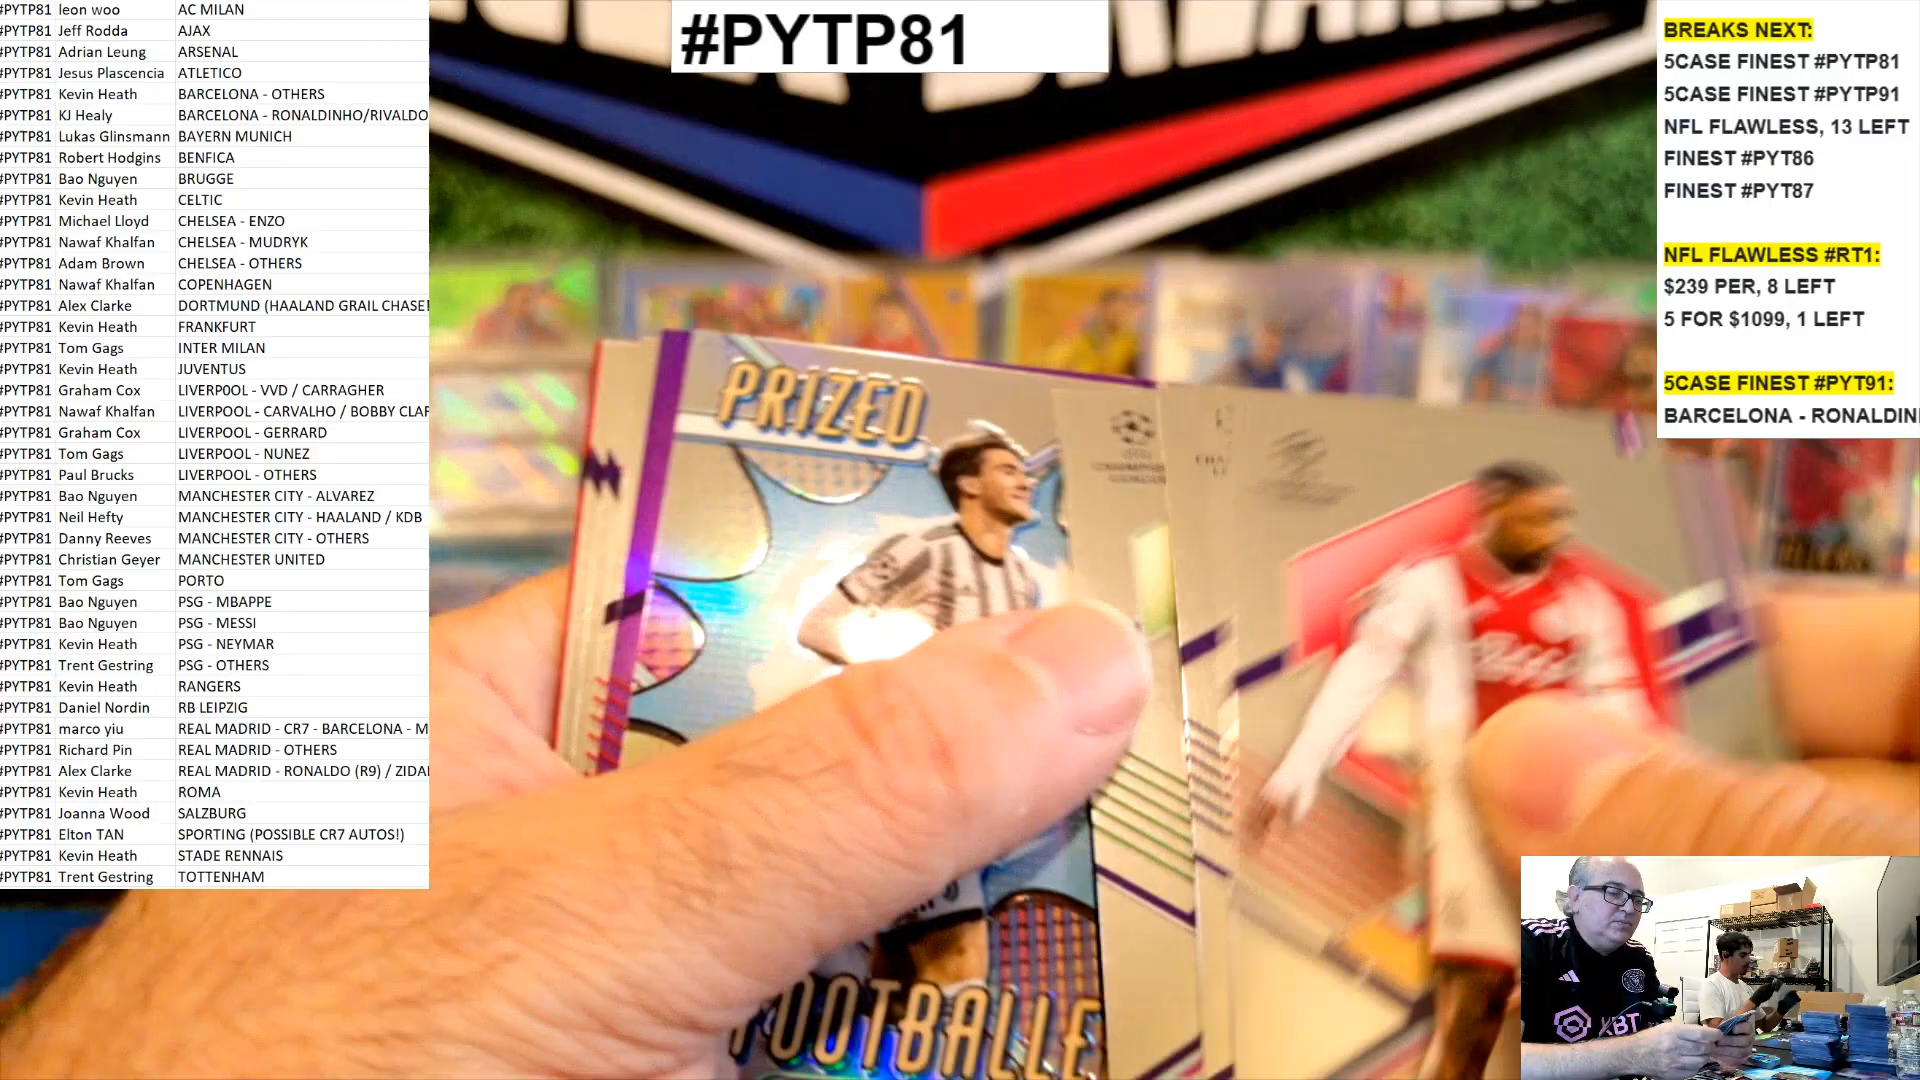 #PYTP81 leon woo AC MILAN
#PYTP81 Jeff Rodda AJAX
#PYTP81 Adrian Leung ARSENAL
#PYTP81 Jesus Plascencia ATLETICO
#PYTP81 Kevin Heath BARCELONA - OTHERS
#PYTP81 KJ Healy BARCELONA - RONALDINHO/RIVALDO
#PYTP81 Lukas Glinsmann BAYERN MUNICH
#PYTP81 Robert Hodgins BENFICA
#PYTP81 Bao Nguyen BRUGGE
#PYTP81 Kevin Heath CELTIC
#PYTP81 Michael Lloyd CHELSEA - ENZO
#PYTP81 Nawaf Khalfan CHELSEA - MUDRYK
#PYTP81 Adam Brown CHELSEA - OTHERS
#PYTP81 Nawaf Khalfan COPENHAGEN
#PYTP81 Alex Clarke DORTMUND (HAALAND GRAIL CHASE
#PYTP81 Kevin Heath FRANKFURT
#PYTP81 Tom Gags INTER MILAN
#PYTP81 Kevin Heath JUVENTUS
#PYTP81 Graham Cox LIVERPOOL - VVD / CARRAGHER
#PYTP81 Nawaf Khalfan LIVERPOOL - CARVALHO / BOBBY CLAR
#PYTP81 Graham Cox LIVERPOOL - GERRARD
#PYTP81 Tom Gags LIVERPOOL - NUNEZ
#PYTP81 Paul Brucks LIVERPOOL - OTHERS
#PYTP81 Bao Nguyen MANCHESTER CITY - ALVAREZ
#PYTP81 Neil Hefty MANCHESTER CITY - HAALAND / KDB
#PYTP81 Danny Reeves MANCHESTER CITY - OTHERS
#PYTP81 Christian Geyer MANCHESTER UNITED
#PYTP81 Tom Gags PORTO
#PYTP81 Bao Nguyen PSG - MBAPPE
#PYTP81 Bao Nguyen PSG - MESSI
#PYTP81 Kevin Heath PSG - NEYMAR
#PYTP81 Trent Gestring PSG - OTHERS
#PYTP81 Kevin Heath RANGERS
#PYTP81 Daniel Nordin RB LEIPZIG
#PYTP81 marco yiu REAL MADRID - CR7 - BARCELONA - M
#PYTP81 Richard Pin REAL MADRID - OTHERS
#PYTP81 Alex Clarke REAL MADRID - RONALDO (R9) / ZIDA
#PYTP81 Kevin Heath ROMA
#PYTP81 Joanna Wood SALZBURG
#PYTP81 Elton TAN SPORTING (POSSIBLE CR7 AUTOS!)
#PYTP81 Kevin Heath STADE RENNAIS
#PYTP81 Trent Gestring TOTTENHAM
#PYTP81
PRIZED
FOOTBALLE
BREAKS NEXT:
5CASE FINEST #PYTP81
5CASE FINEST #PYTP91
NFL FLAWLESS, 13 LEFT
FINEST #PYT86
FINEST #PYT87
NFL FLAWLESS #RT1:
$239 PER, 8 LEFT
5 FOR $1099, 1 LEFT
5CASE FINEST #PYT91:
BARCELONA - RONALDIN
XBT